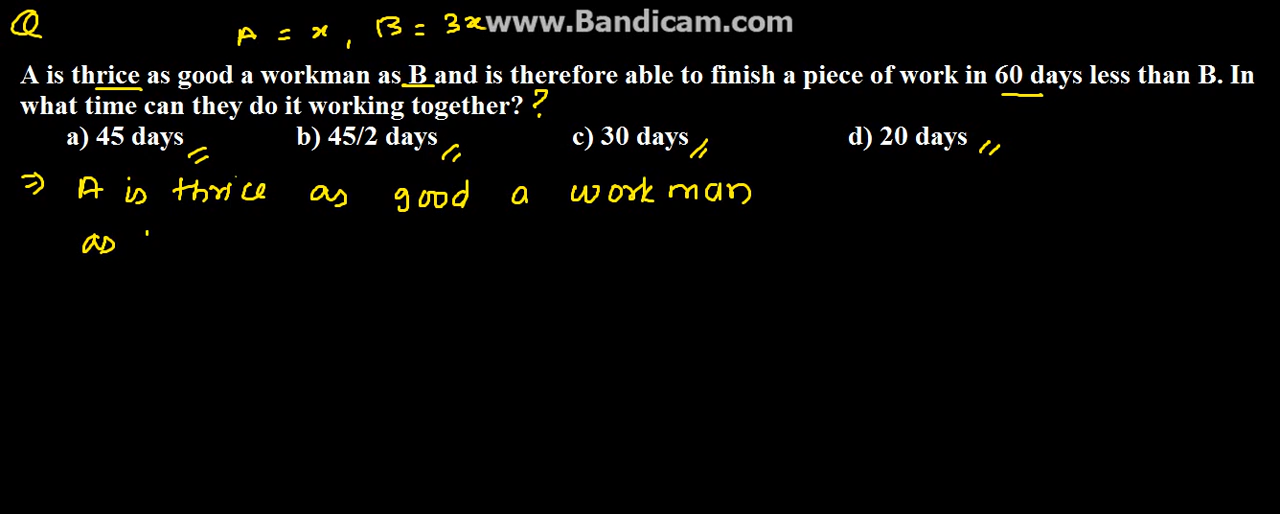 Q A = x, B = 3x www.Bandicam.com
A is thrice as good a workman as B and is therefore able to finish a piece of work in 60 days less than B. In
what time can they do it working together? ?
a) 45 days b) 45/2 days c) 30 days d) 20 days
⇒ A is thrice as good a workman
as